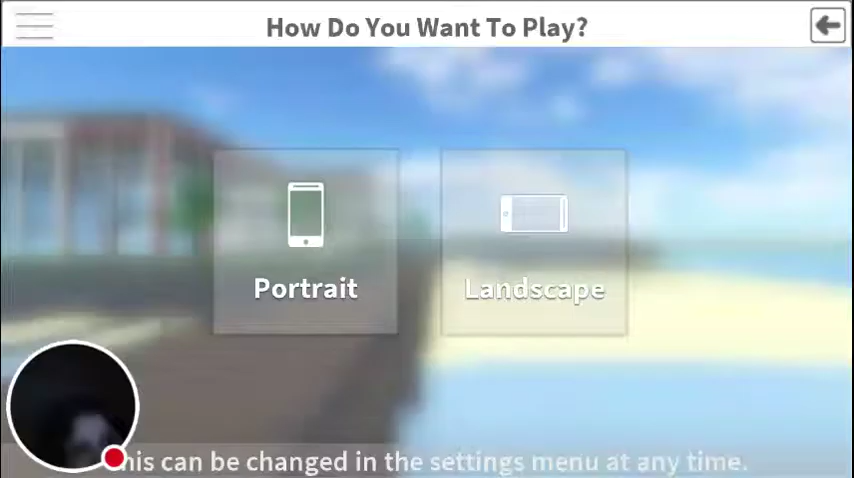 How Do You Want To Play?
Portrait
Landscape
his can be changed in the settings menu at any time.